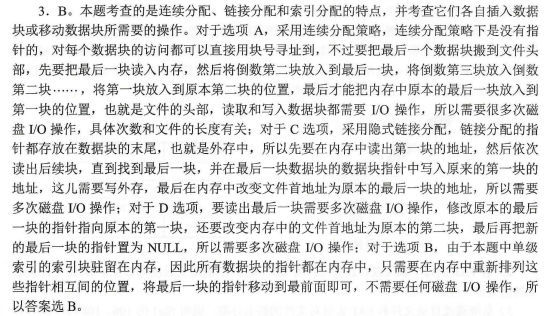 3．B。本题考查的是连续分配、链接分配和索引分配的特点，并考查它们各自插入数据
块或移动数据块所需要的操作。对于选项 A，采用连续分配策略，连续分配策略下是没有指
针的，对每个数据块的访问都可以直接用块号寻址到，不过要把最后一个数据块搬到文件头
部，先要把最后一块读入内存，然后将倒数第二块放入到最后一块，将倒数第三块放入倒数
第二块……，将第一块放入到原本第二块的位置，最后才能把内存中原本的最后一块放入到
第一块的位置，也就是文件的头部，读取和写入数据块都需要 I/O 操作，所以需要很多次磁
盘 I/O 操作，具体次数和文件的长度有关；对于 C 选项，采用隐式链接分配，链接分配的指
针都存放在数据块的末尾，也就是外存中，所以先要在内存中读出第一块的地址，然后依次
读出后续块，直到找到最后一块，并在最后一块数据块的数据块指针中写入原来的第一块的
地址，这儿需要写外存，最后在内存中改变文件首地址为原本的最后一块的地址，所以需要
多次磁盘 I/O 操作；对于 D 选项，要读出最后一块需要多次磁盘 I/O 操作，修改原本的最后
一块的指针指向原本的第一块，还要改变内存中的文件首地址为原本的第二块，最后再把新
的最后一块的指针置为 NULL，所以需要多次磁盘 I/O 操作；对于选项 B，由于本题中单级
索引的索引块驻留在内存，因此所有数据块的指针都在内存中，只需要在内存中重新排列这
些指针相互间的位置，将最后一块的指针移动到最前面即可，不需要任何磁盘 I/O 操作，所
以答案选 B。